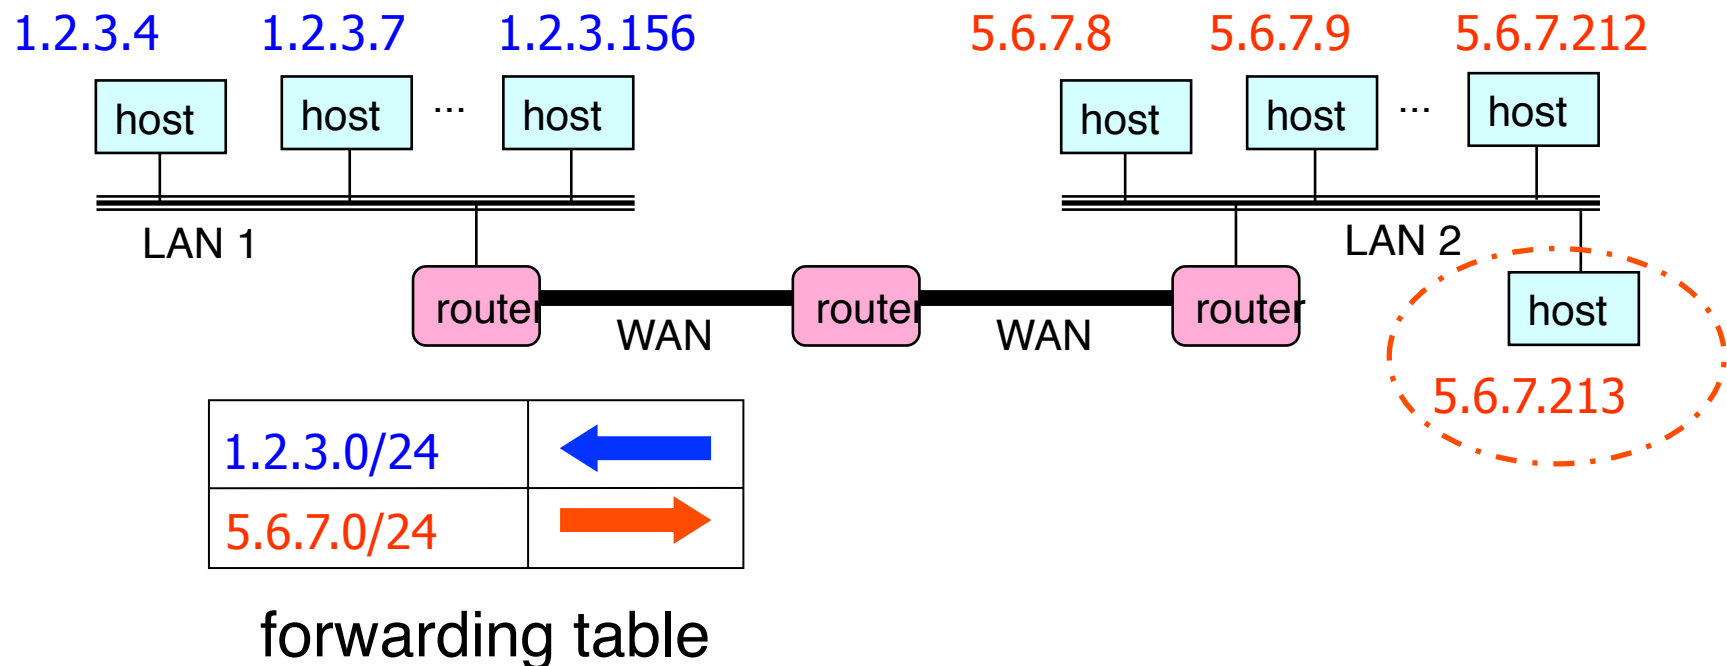 1.2.3.4 1.2.3.7 1.2.3.156 5.6.7.8 5.6.7.9 5.6.7.212
host host ... host host host ... host
LAN 1 LAN 2
router router router host
WAN WAN
5.6.7.213
1.2.3.0/24
5.6.7.0/24
forwarding table